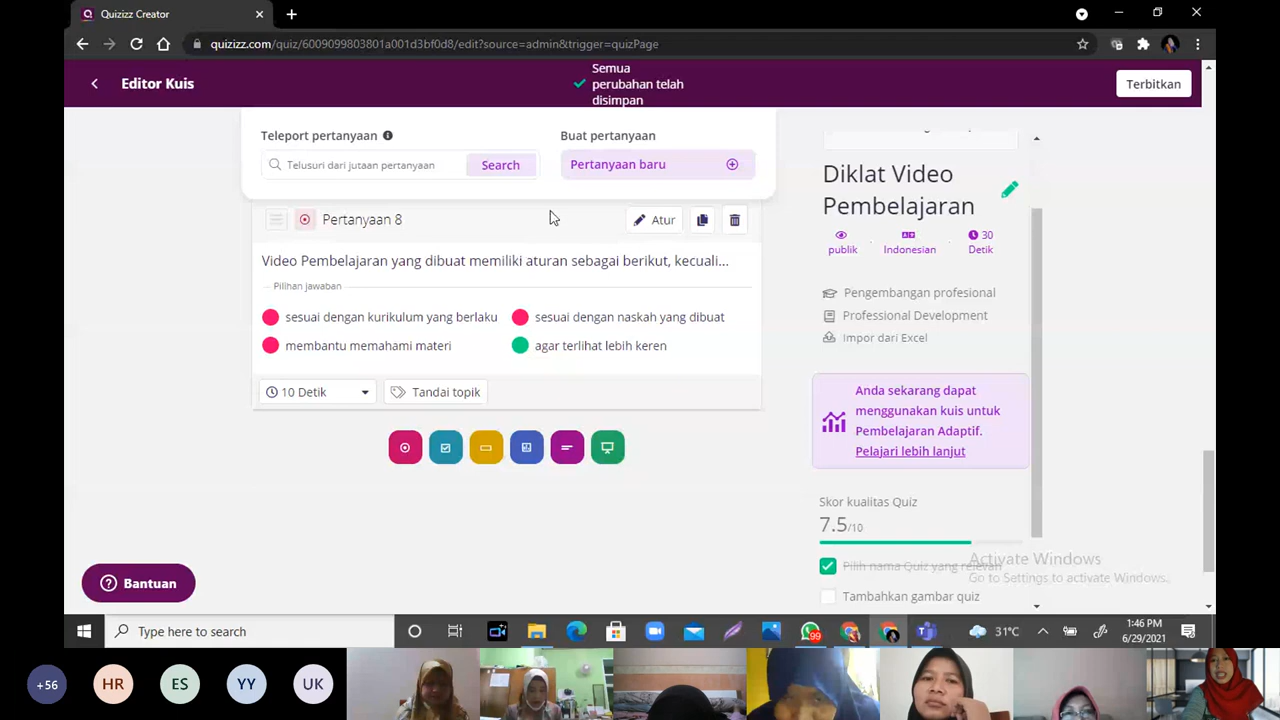 Quizizz Creator
quizizz.com/quiz/6009099803801a001d3bf0d8/edit?source=admin&trigger=quizPage
Editor Kuis
Semua
perubahan telah
disimpan
Terbitkan
Teleport pertanyaan
Buat pertanyaan
Telusuri dari jutaan pertanyaan
Search
Pertanyaan baru
Pertanyaan 8
Atur
Video Pembelajaran yang dibuat memiliki aturan sebagai berikut, kecuali...
Pilihan jawaban
sesuai dengan kurikulum yang berlaku
sesuai dengan naskah yang dibuat
membantu memahami materi
agar terlihat lebih keren
10 Detik
Tandai topik
Diklat Video
Pembelajaran
publik
Indonesian
30
Detik
Pengembangan profesional
Professional Development
Impor dari Excel
Anda sekarang dapat
menggunakan kuis untuk
Pembelajaran Adaptif.
Pelajari lebih lanjut
Skor kualitas Quiz
7.5/10
Pilih nama Quiz yang relevan
Tambahkan gambar quiz
Activate Windows
Go to Settings to activate Windows.
Bantuan
Type here to search
99
31°C
1:46 PM
6/29/2021
+56
HR
ES
YY
UK